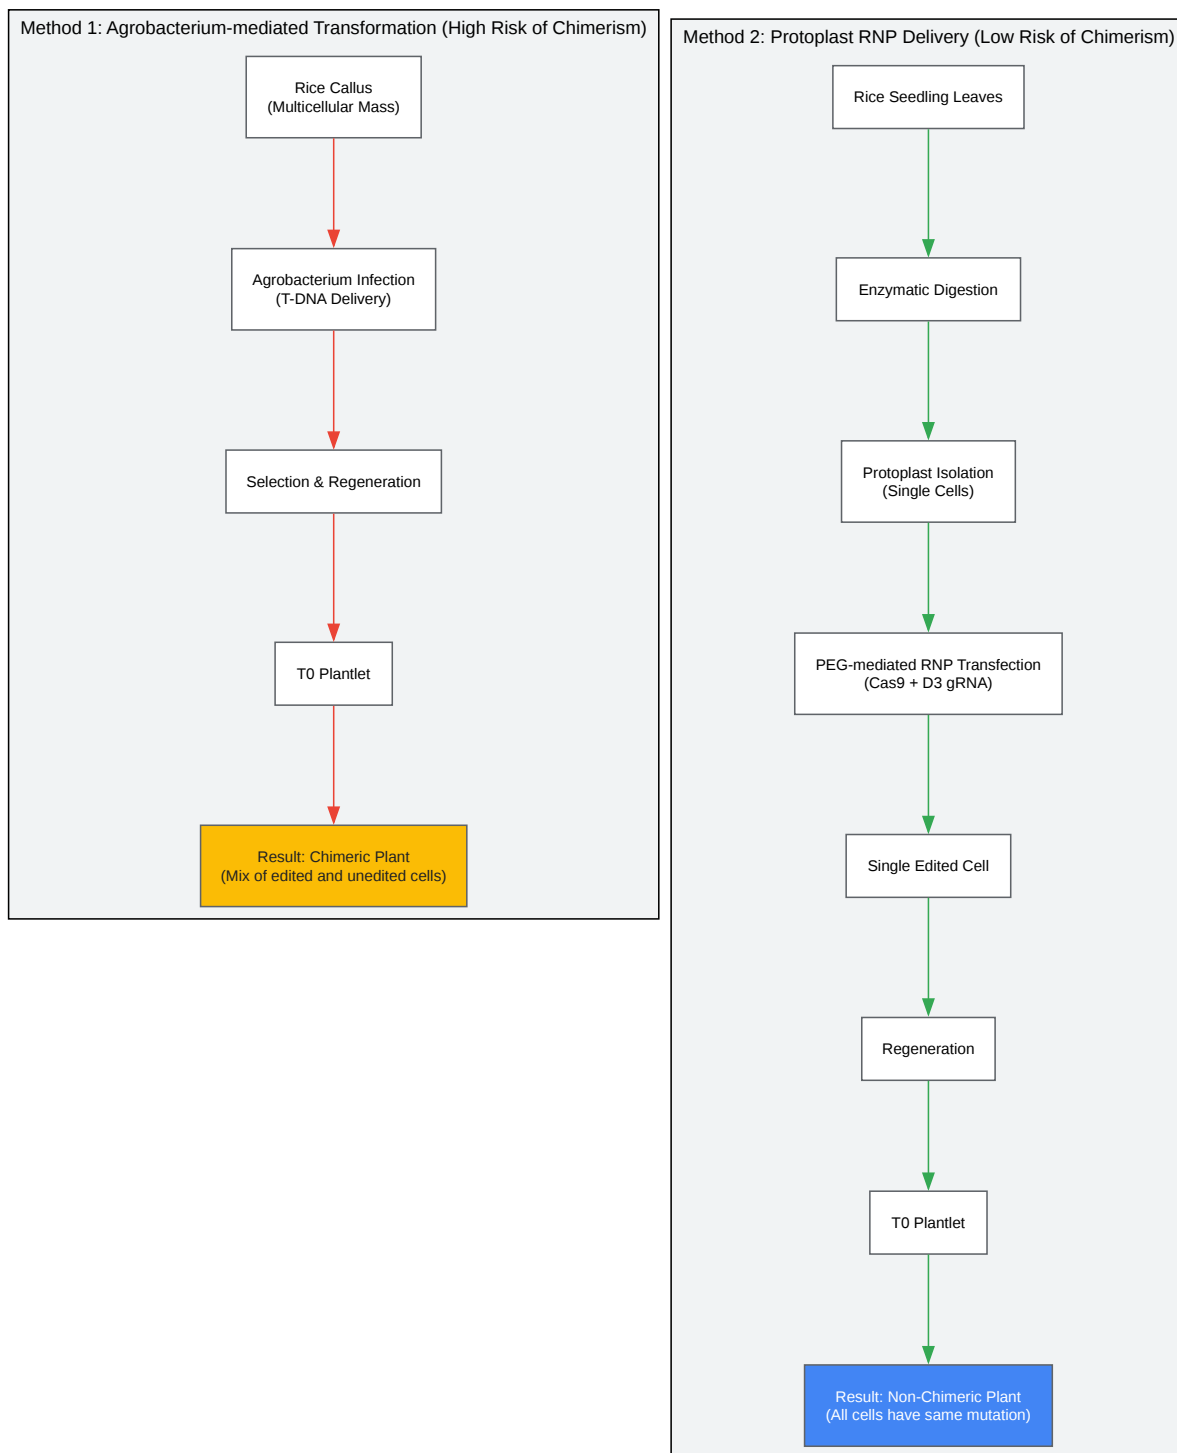 Method 1: Agrobacterium-mediated Transformation (High Risk of Chimerism)
Rice Callus
(Multicellular Mass)
Agrobacterium Infection
(T-DNA Delivery)
Selection & Regeneration
T0 Plantlet
Result: Chimeric Plant
(Mix of edited and unedited cells)
Method 2: Protoplast RNP Delivery (Low Risk of Chimerism)
Rice Seedling Leaves
Enzymatic Digestion
Protoplast Isolation
(Single Cells)
PEG-mediated RNP Transfection
(Cas9 + D3 gRNA)
Single Edited Cell
Regeneration
T0 Plantlet
Result: Non-Chimeric Plant
(All cells have same mutation)